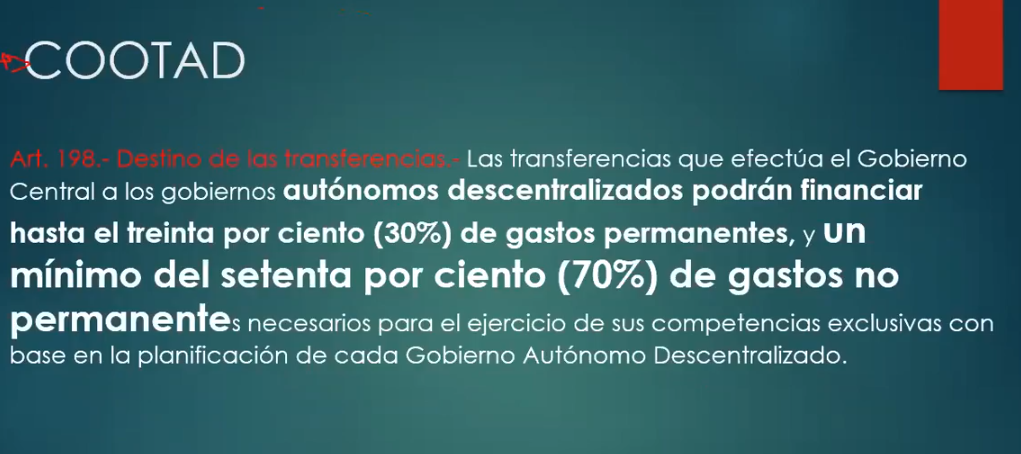 COOTAD
Art. 198.- Destino de las transferencias.- Las transferencias que efectúa el Gobierno
Central a los gobiernos autónomos descentralizados podrán financiar
hasta el treinta por ciento (30%) de gastos permanentes, y un
mínimo del setenta por ciento (70%) de gastos no
permanentes necesarios para el ejercicio de sus competencias exclusivas con
base en la planificación de cada Gobierno Autónomo Descentralizado.